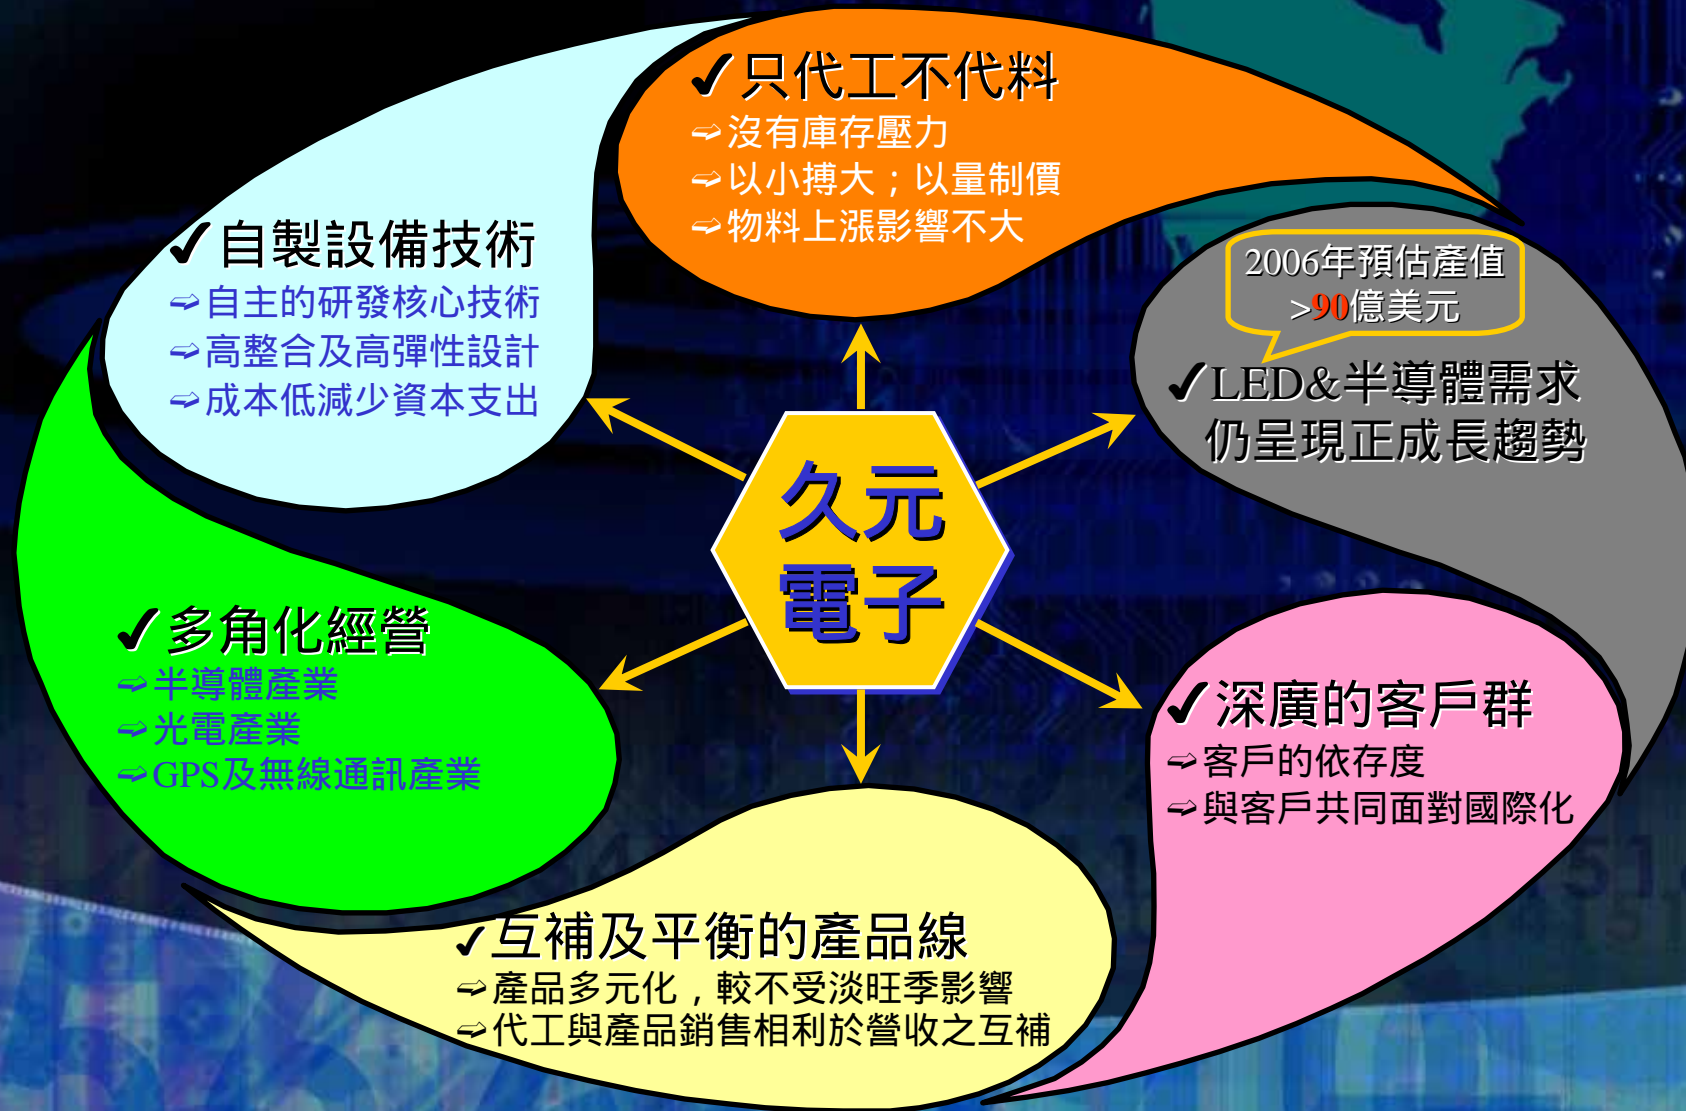 ✓只代工不代料
➯沒有庫存壓力
➯以小搏大；以量制價
➯物料上漲影響不大
✓自製設備技術
➯自主的研發核心技術
➯高整合及高彈性設計
➯成本低減少資本支出
2006年預估產值
>90億美元
✓LED&半導體需求
仍呈現正成長趨勢
久元
電子
✓多角化經營
➯半導體產業
➯光電產業
➯GPS及無線通訊產業
✓深廣的客戶群
➯客戶的依存度
➯與客戶共同面對國際化
✓互補及平衡的產品線
➯產品多元化，較不受淡旺季影響
➯代工與產品銷售相利於營收之互補